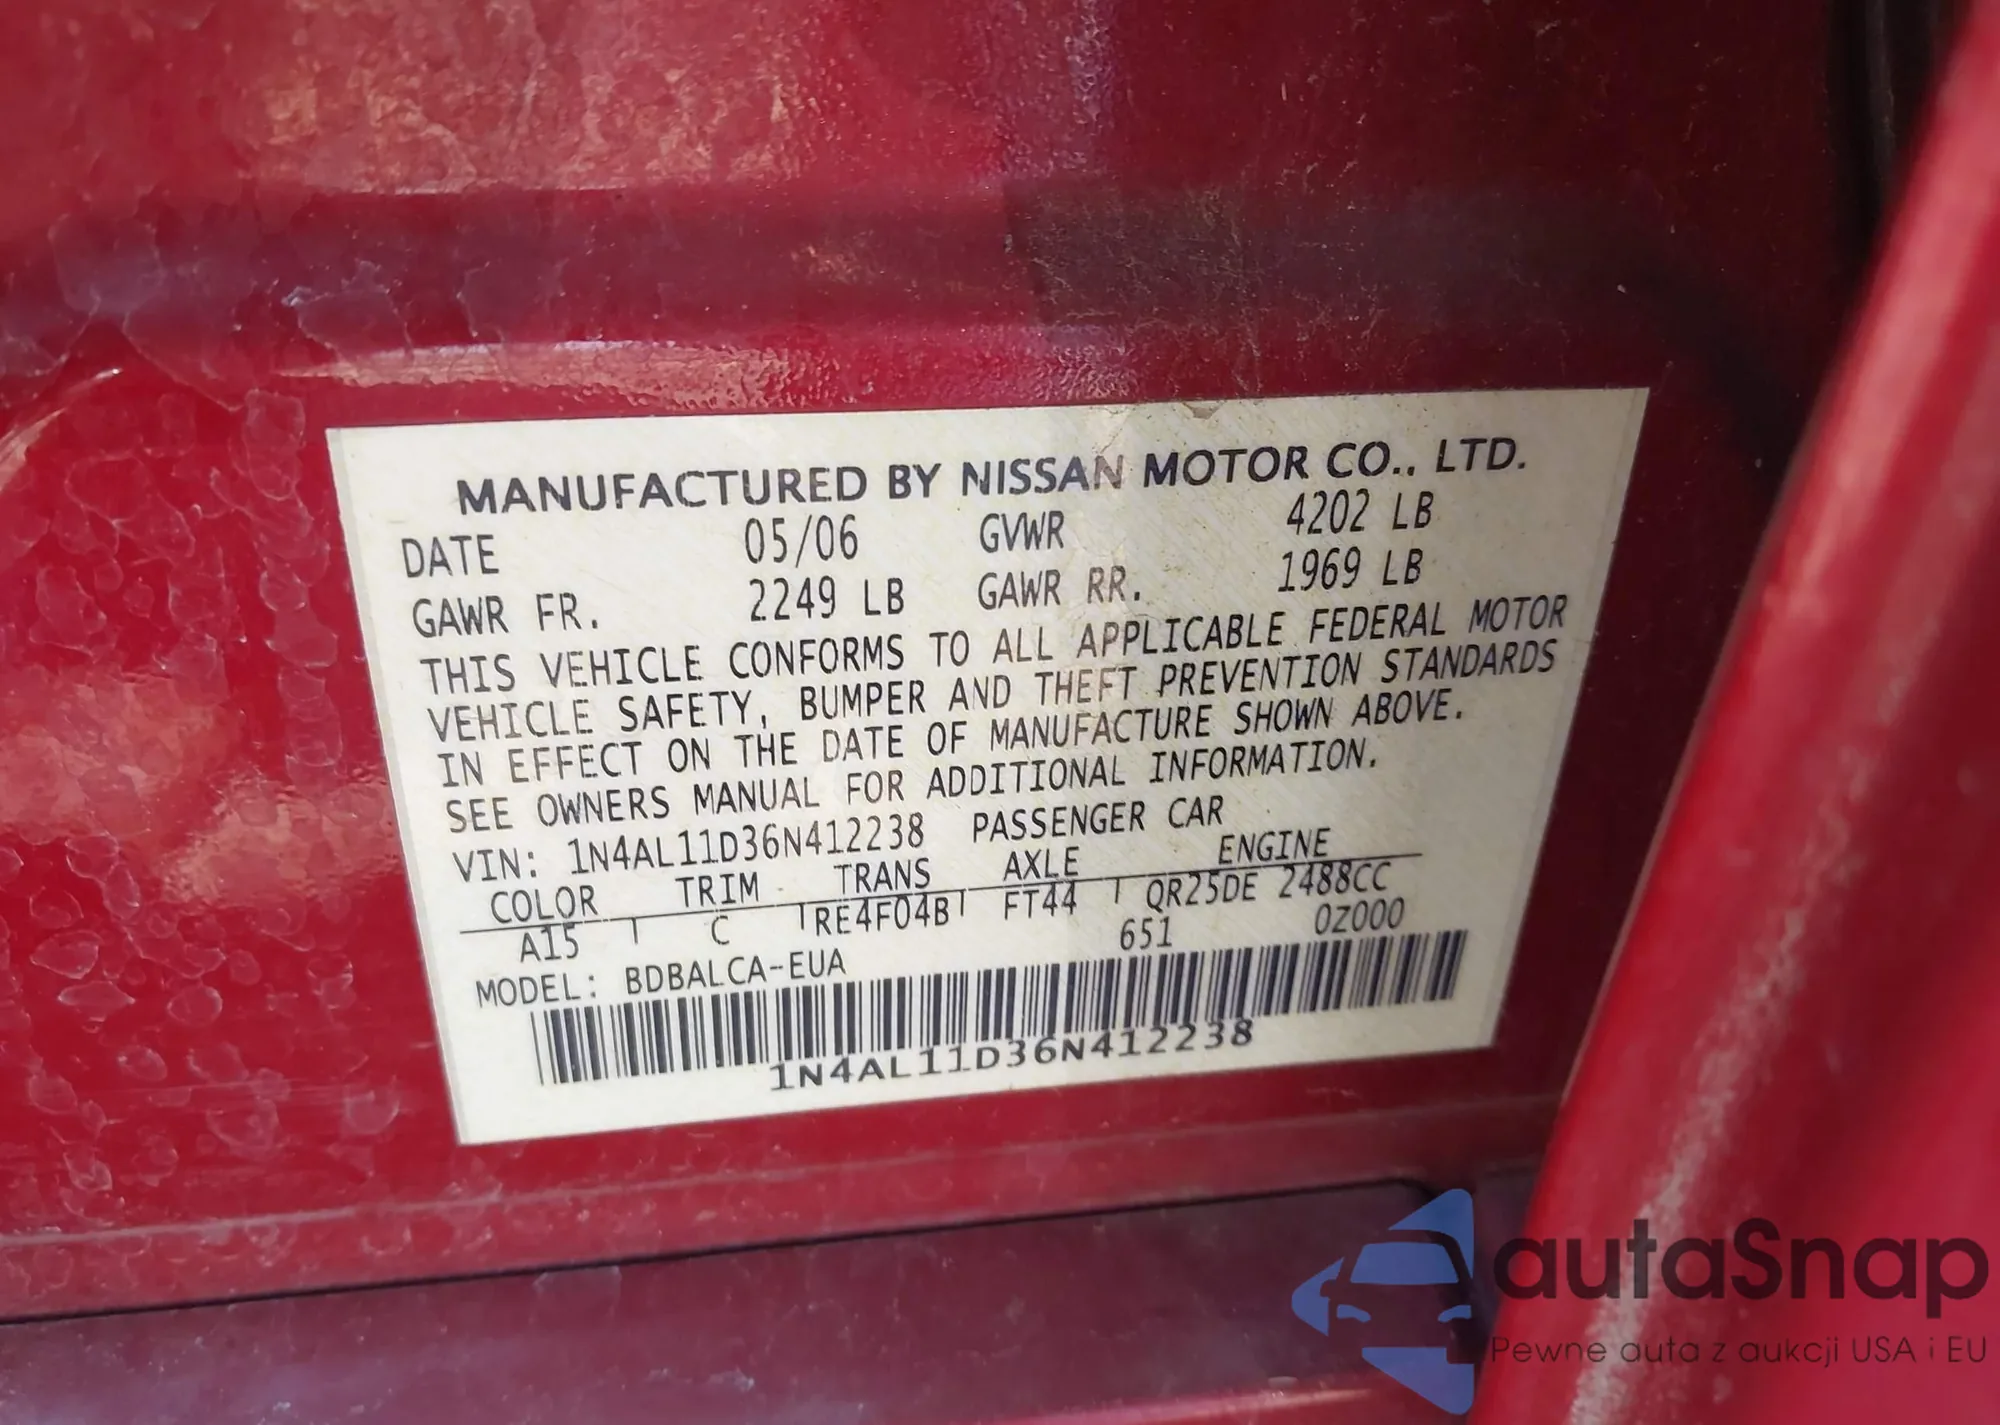 MANUFACTURED BY NISSAN MOTOR CO., LTD.
DATE 05/06 GVWR 4202 LB
GAWR FR. 2249 LB GAWR RR. 1969 LB
THIS VEHICLE CONFORMS TO ALL APPLICABLE FEDERAL MOTOR
VEHICLE SAFETY, BUMPER AND THEFT PREVENTION STANDARDS
IN EFFECT ON THE DATE OF MANUFACTURE SHOWN ABOVE.
SEE OWNERS MANUAL FOR ADDITIONAL INFORMATION.
VIN: 1N4AL11D36N412238 PASSENGER CAR
COLOR TRIM TRANS AXLE ENGINE
A15 C RE4F04B FT44 QR25DE 2488CC
651 0Z000
MODEL: BDBALCA-EUA
1N4AL11D36N412238
autaSnap
Pewne auta z aukcji USA i EU